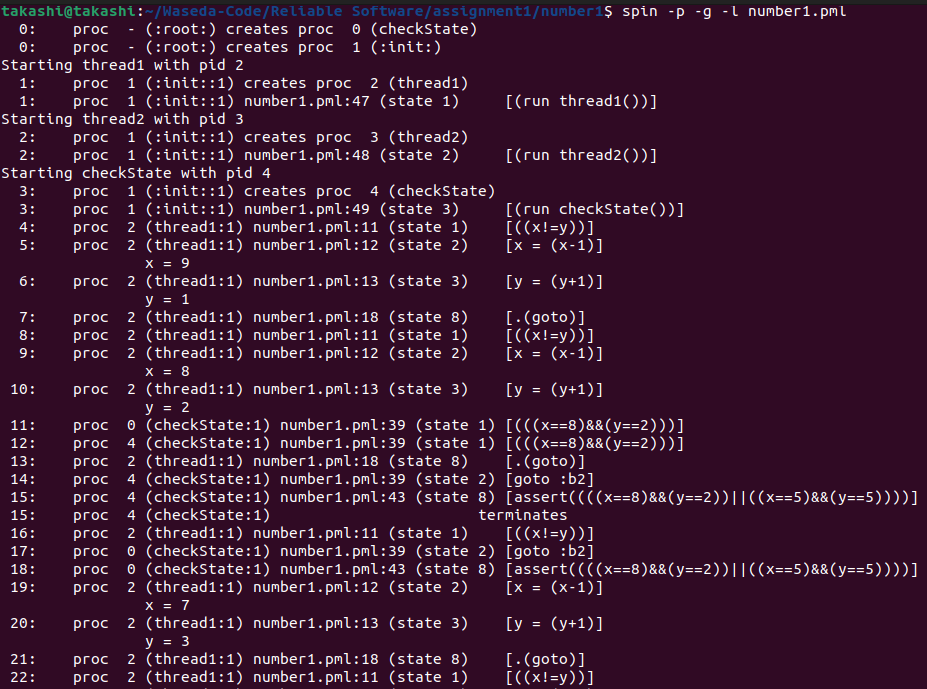 takashi@takashi:~/Waseda-Code/Reliable Software/assignment1/number1$ spin -p -g -l number1.pml
  0:    proc  - (:root:) creates proc  0 (checkState)
  0:    proc  - (:root:) creates proc  1 (:init:)
Starting thread1 with pid 2
  1:    proc  1 (:init::1) creates proc  2 (thread1)
  1:    proc  1 (:init::1) number1.pml:47 (state 1)     [(run thread1())]
Starting thread2 with pid 3
  2:    proc  1 (:init::1) creates proc  3 (thread2)
  2:    proc  1 (:init::1) number1.pml:48 (state 2)     [(run thread2())]
Starting checkState with pid 4
  3:    proc  1 (:init::1) creates proc  4 (checkState)
  3:    proc  1 (:init::1) number1.pml:49 (state 3)     [(run checkState())]
  4:    proc  2 (thread1:1) number1.pml:11 (state 1)    [((x!=y))]
  5:    proc  2 (thread1:1) number1.pml:12 (state 2)    [x = (x-1)]
                x = 9
  6:    proc  2 (thread1:1) number1.pml:13 (state 3)    [y = (y+1)]
                y = 1
  7:    proc  2 (thread1:1) number1.pml:18 (state 8)    [.(goto)]
  8:    proc  2 (thread1:1) number1.pml:11 (state 1)    [((x!=y))]
  9:    proc  2 (thread1:1) number1.pml:12 (state 2)    [x = (x-1)]
                x = 8
 10:    proc  2 (thread1:1) number1.pml:13 (state 3)    [y = (y+1)]
                y = 2
 11:    proc  0 (checkState:1) number1.pml:39 (state 1) [(((x==8)&&(y==2)))]
 12:    proc  4 (checkState:1) number1.pml:39 (state 1) [(((x==8)&&(y==2)))]
 13:    proc  2 (thread1:1) number1.pml:18 (state 8)    [.(goto)]
 14:    proc  4 (checkState:1) number1.pml:39 (state 2) [goto :b2]
 15:    proc  4 (checkState:1) number1.pml:43 (state 8) [assert((((x==8)&&(y==2))||((x==5)&&(y==5))))]
 15:    proc  4 (checkState:1)                       terminates
 16:    proc  2 (thread1:1) number1.pml:11 (state 1)    [((x!=y))]
 17:    proc  0 (checkState:1) number1.pml:39 (state 2) [goto :b2]
 18:    proc  0 (checkState:1) number1.pml:43 (state 8) [assert((((x==8)&&(y==2))||((x==5)&&(y==5))))]
 19:    proc  2 (thread1:1) number1.pml:12 (state 2)    [x = (x-1)]
                x = 7
 20:    proc  2 (thread1:1) number1.pml:13 (state 3)    [y = (y+1)]
                y = 3
 21:    proc  2 (thread1:1) number1.pml:18 (state 8)    [.(goto)]
 22:    proc  2 (thread1:1) number1.pml:11 (state 1)    [((x!=y))]